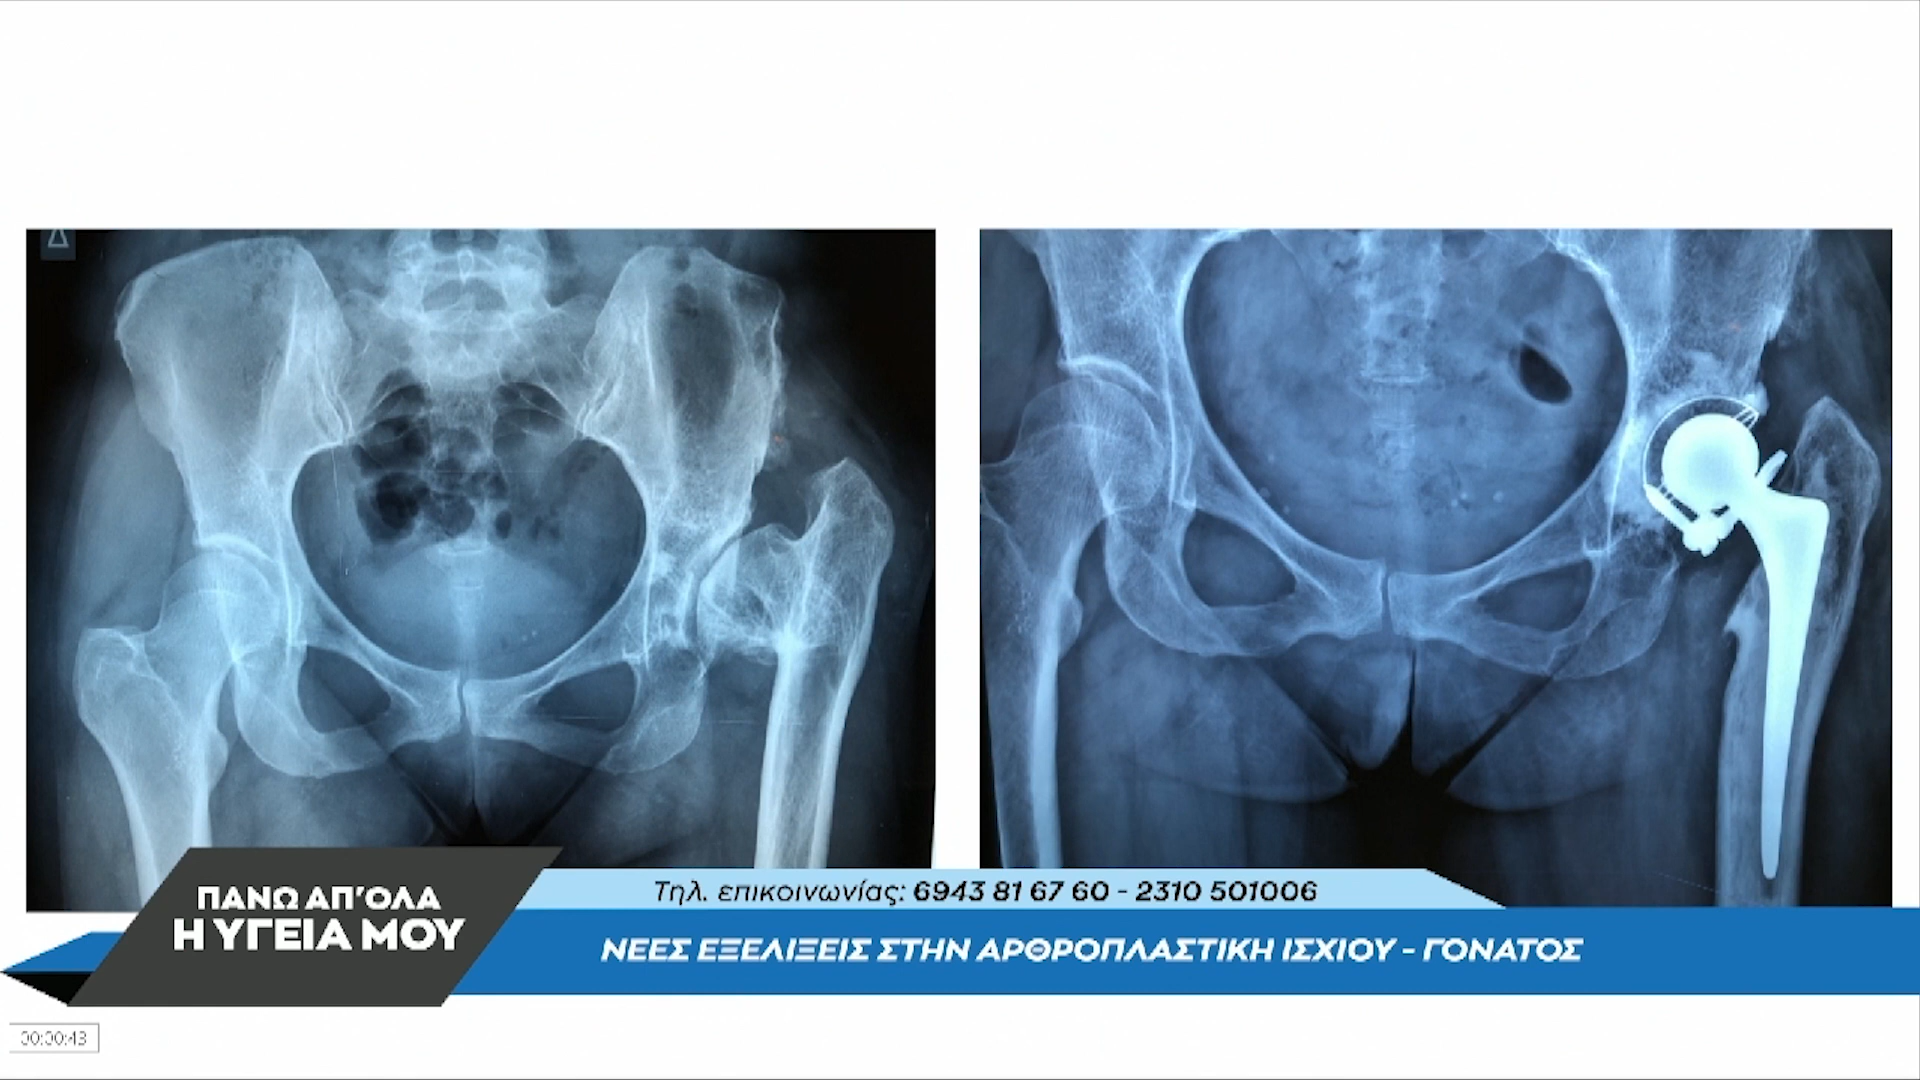 Δ
Τηλ. επικοινωνίας: 6943 81 67 60 - 2310 501006
ΠΑΝΩ ΑΠ'ΟΛΑ
Η ΥΓΕΙΑ ΜΟΥ
ΝΕΕΣ ΕΞΕΛΙΞΕΙΣ ΣΤΗΝ ΑΡΘΡΟΠΛΑΣΤΙΚΗ ΙΣΧΙΟΥ - ΓΟΝΑΤΟΣ
00:00:43